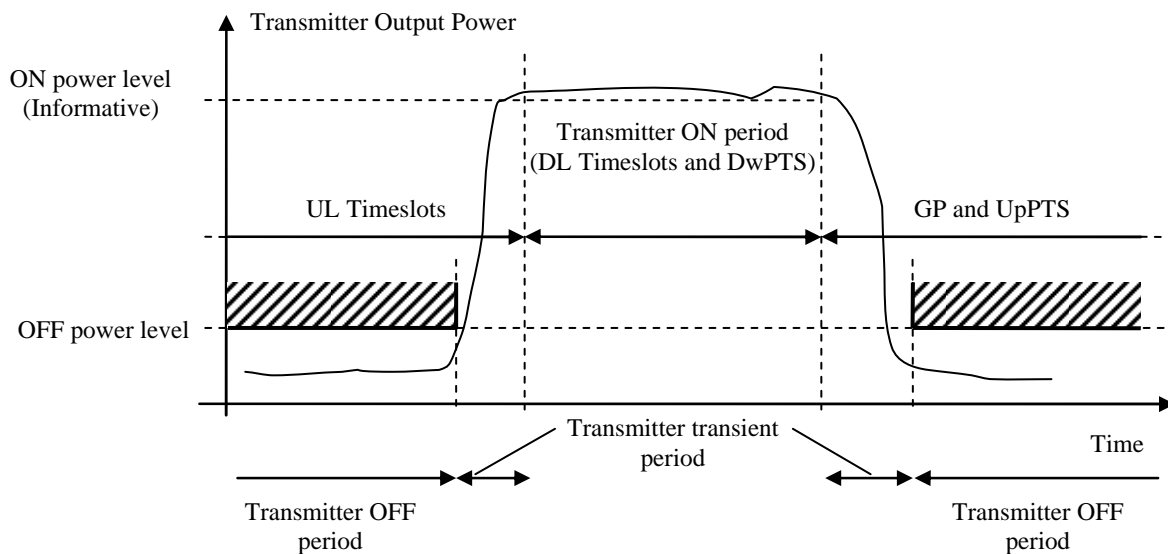 Transmitter Output Power
ON power level
(Informative)
Transmitter ON period
(DL Timeslots and DwPTS)
UL Timeslots
GP and UpPTS
OFF power level
Transmitter transient
period
Time
Transmitter OFF
period
Transmitter OFF
period